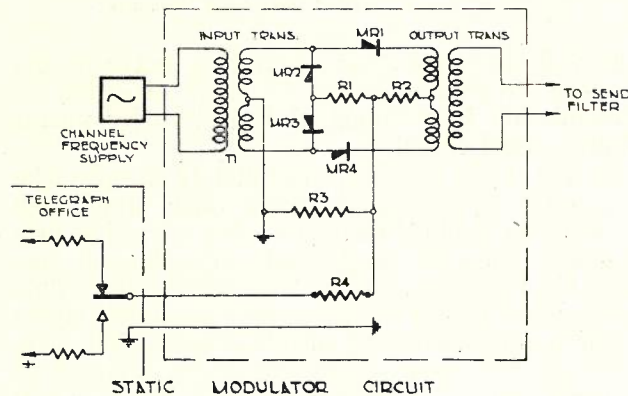 INPUT TRANS.
MR1
OUTPUT TRANS
MR2
R1
R2
MR3
MR4
T1
CHANNEL
FREQUENCY
SUPPLY
TO SEND
FILTER
TELEGRAPH
OFFICE
R3
−
R4
+
STATIC MODULATOR CIRCUIT